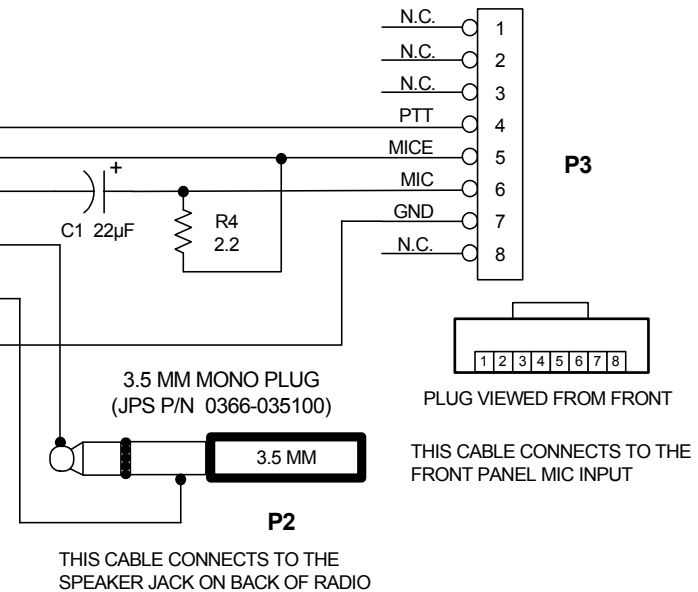 N.C. 1
N.C. 2
N.C. 3
PTT 4
MICE 5
P3
MIC 6
+
C1 22µF
R4
2.2
GND 7
N.C. 8
1 2 3 4 5 6 7 8
PLUG VIEWED FROM FRONT
THIS CABLE CONNECTS TO THE
FRONT PANEL MIC INPUT
3.5 MM MONO PLUG
(JPS P/N 0366-035100)
3.5 MM
P2
THIS CABLE CONNECTS TO THE
SPEAKER JACK ON BACK OF RADIO